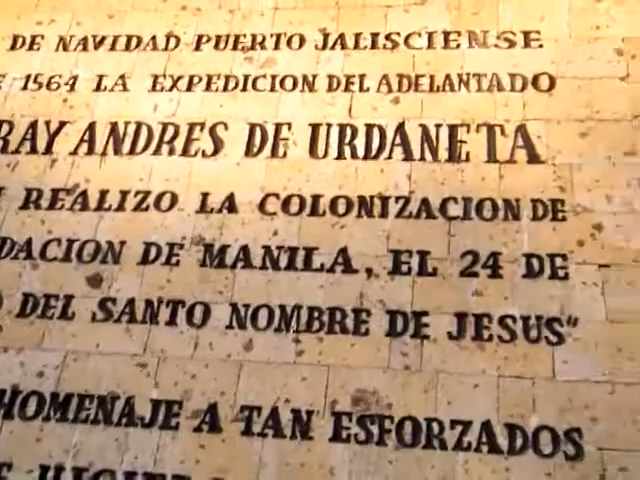 DE NAVIDAD PUERTO JALISCIENSE
1564 LA EXPEDICION DEL ADELANTADO
RAY ANDRES DE URDANETA
REALIZO LA COLONIZACION DE
DACION DE MANILA, EL 24 DE
DEL SANTO NOMBRE DE JESUS"
HOMENAJE A TAN ESFORZADOS